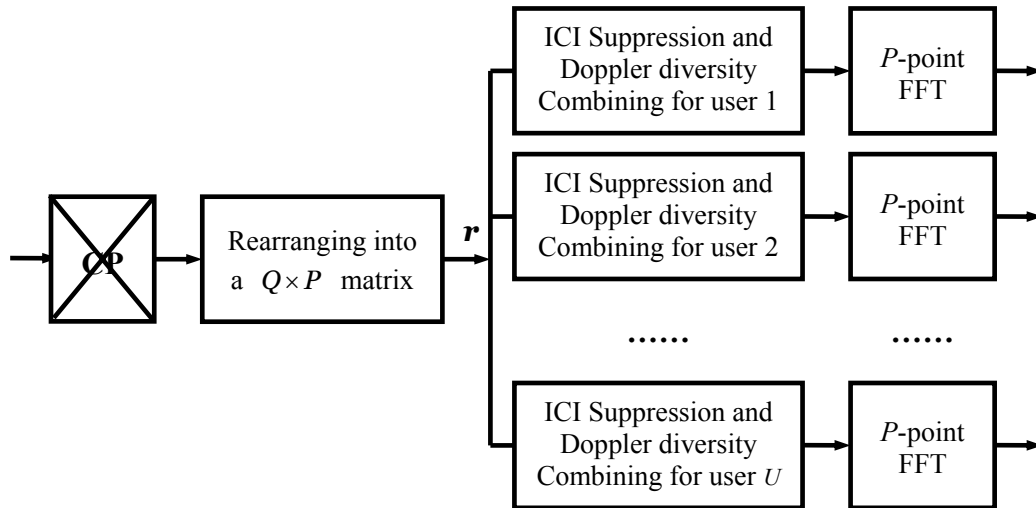 ICI Suppression and
Doppler diversity
Combining for user 1
P-point
FFT
ICI Suppression and
Doppler diversity
Combining for user 2
P-point
FFT
CP
Rearranging into
a Q×P matrix
r
......
......
ICI Suppression and
Doppler diversity
Combining for user U
P-point
FFT